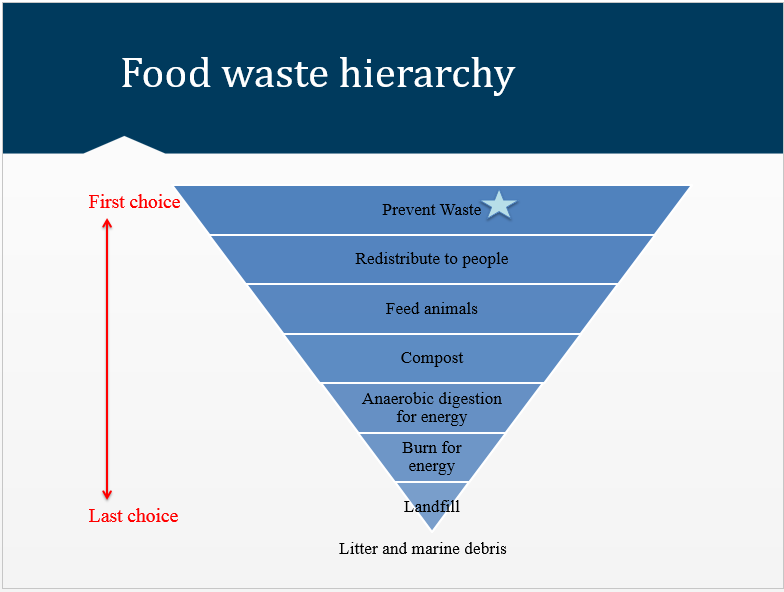 Food waste hierarchy
First choice
Prevent Waste
Redistribute to people
Feed animals
Compost
Anaerobic digestion
for energy
Burn for
energy
Landfill
Last choice
Litter and marine debris